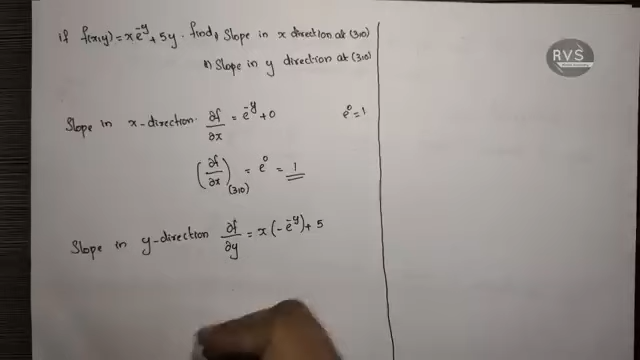 If f(x,y) = xe^-y + 5y. find i, Slope in x direction at (3,0)
ii) Slope in y direction at (3,0)
RVS
Slope in x-direction. ∂f/∂x = e^-y + 0
e^0 = 1
(∂f/∂x)(3,0) = e^0 = 1
Slope in y-direction ∂f/∂y = x(-e^-y) + 5